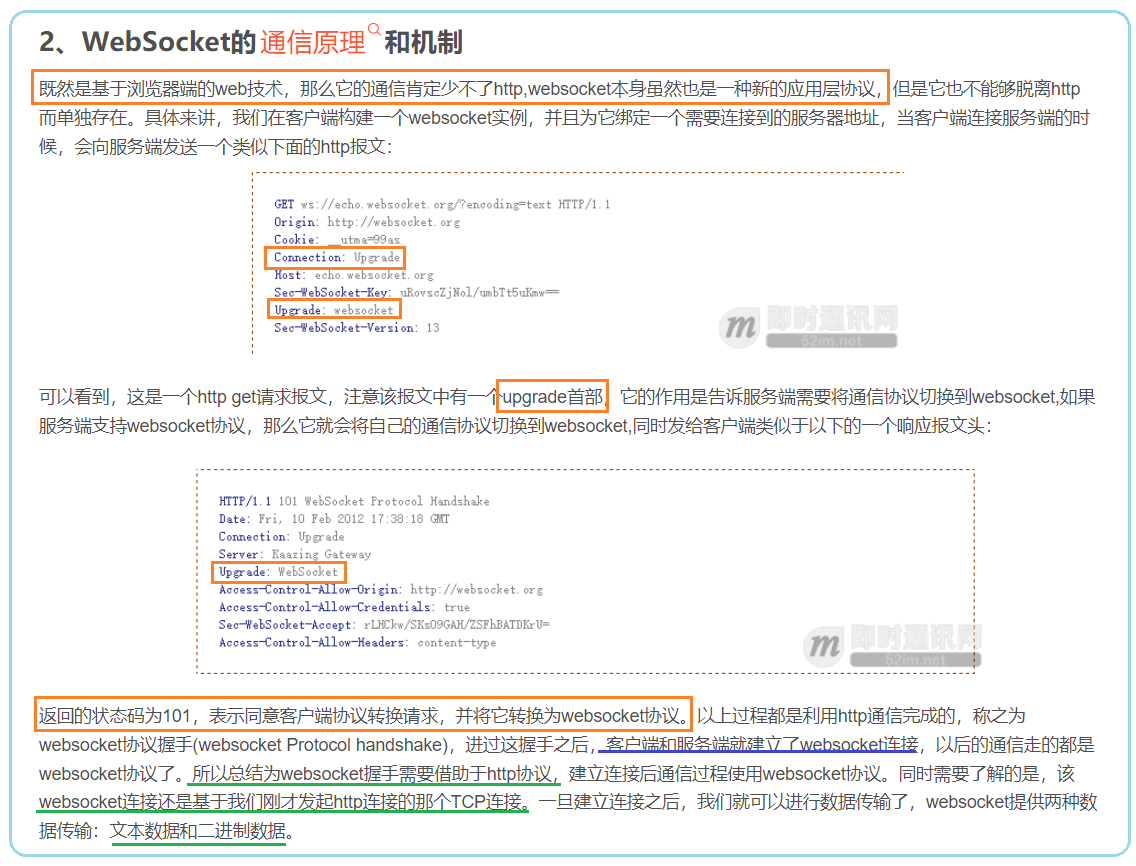 2、WebSocket的通信原理和机制
既然是基于浏览器端的web技术，那么它的通信肯定少不了http,websocket本身虽然也是一种新的应用层协议，但是它也不能够脱离http
而单独存在。具体来讲，我们在客户端构建一个websocket实例，并且为它绑定一个需要连接到的服务器地址，当客户端连接服务端的时
候，会向服务端发送一个类似下面的http报文：
GET ws://echo.websocket.org/?encoding=text HTTP/1.1
Origin: http://websocket.org
Cookie: __utma=99as
Connection: Upgrade
Host: echo.websocket.org
Sec-WebSocket-Key: uRovscZjNol/umbTt5uKmw==
Upgrade: websocket
Sec-WebSocket-Version: 13
即时通讯网
52im.net
可以看到，这是一个http get请求报文，注意该报文中有一个upgrade首部，它的作用是告诉服务端需要将通信协议切换到websocket,如果
服务端支持websocket协议，那么它就会将自己的通信协议切换到websocket,同时发给客户端类似于以下的一个响应报文头：
HTTP/1.1 101 WebSocket Protocol Handshake
Date: Fri, 10 Feb 2012 17:38:18 GMT
Connection: Upgrade
Server: Kaazing Gateway
Upgrade: WebSocket
Access-Control-Allow-Origin: http://websocket.org
Access-Control-Allow-Credentials: true
Sec-WebSocket-Accept: rLHCkw/SKsO9GAH/ZSFhBATDKrU=
Access-Control-Allow-Headers: content-type
即时通讯网
52im.net
返回的状态码为101，表示同意客户端协议转换请求，并将它转换为websocket协议。以上过程都是利用http通信完成的，称之为
websocket协议握手(websocket Protocol handshake)，进过这握手之后，客户端和服务端就建立了websocket连接，以后的通信走的都是
websocket协议了。所以总结为websocket握手需要借助于http协议，建立连接后通信过程使用websocket协议。同时需要了解的是，该
websocket连接还是基于我们刚才发起http连接的那个TCP连接。一旦建立连接之后，我们就可以进行数据传输了，websocket提供两种数
据传输：文本数据和二进制数据。